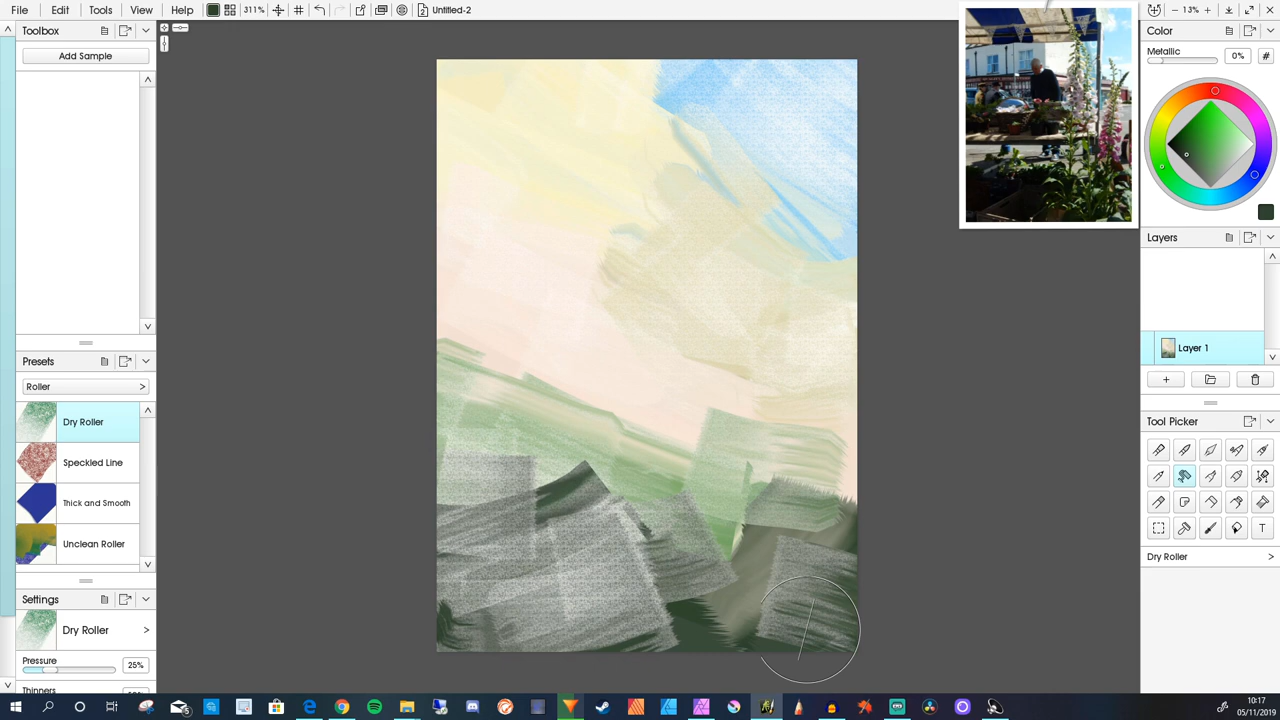 File Edit Tools View Help 311% Untitled-2 13%
Toolbox
Add Sample
Presets
Roller
Dry Roller
Speckled Line
Thick and Smooth
Unclean Roller
Settings
Dry Roller
Pressure
25%
Color
Metallic
0%
Layers
Layer 1
Tool Picker
Dry Roller
10:17
05/11/2019